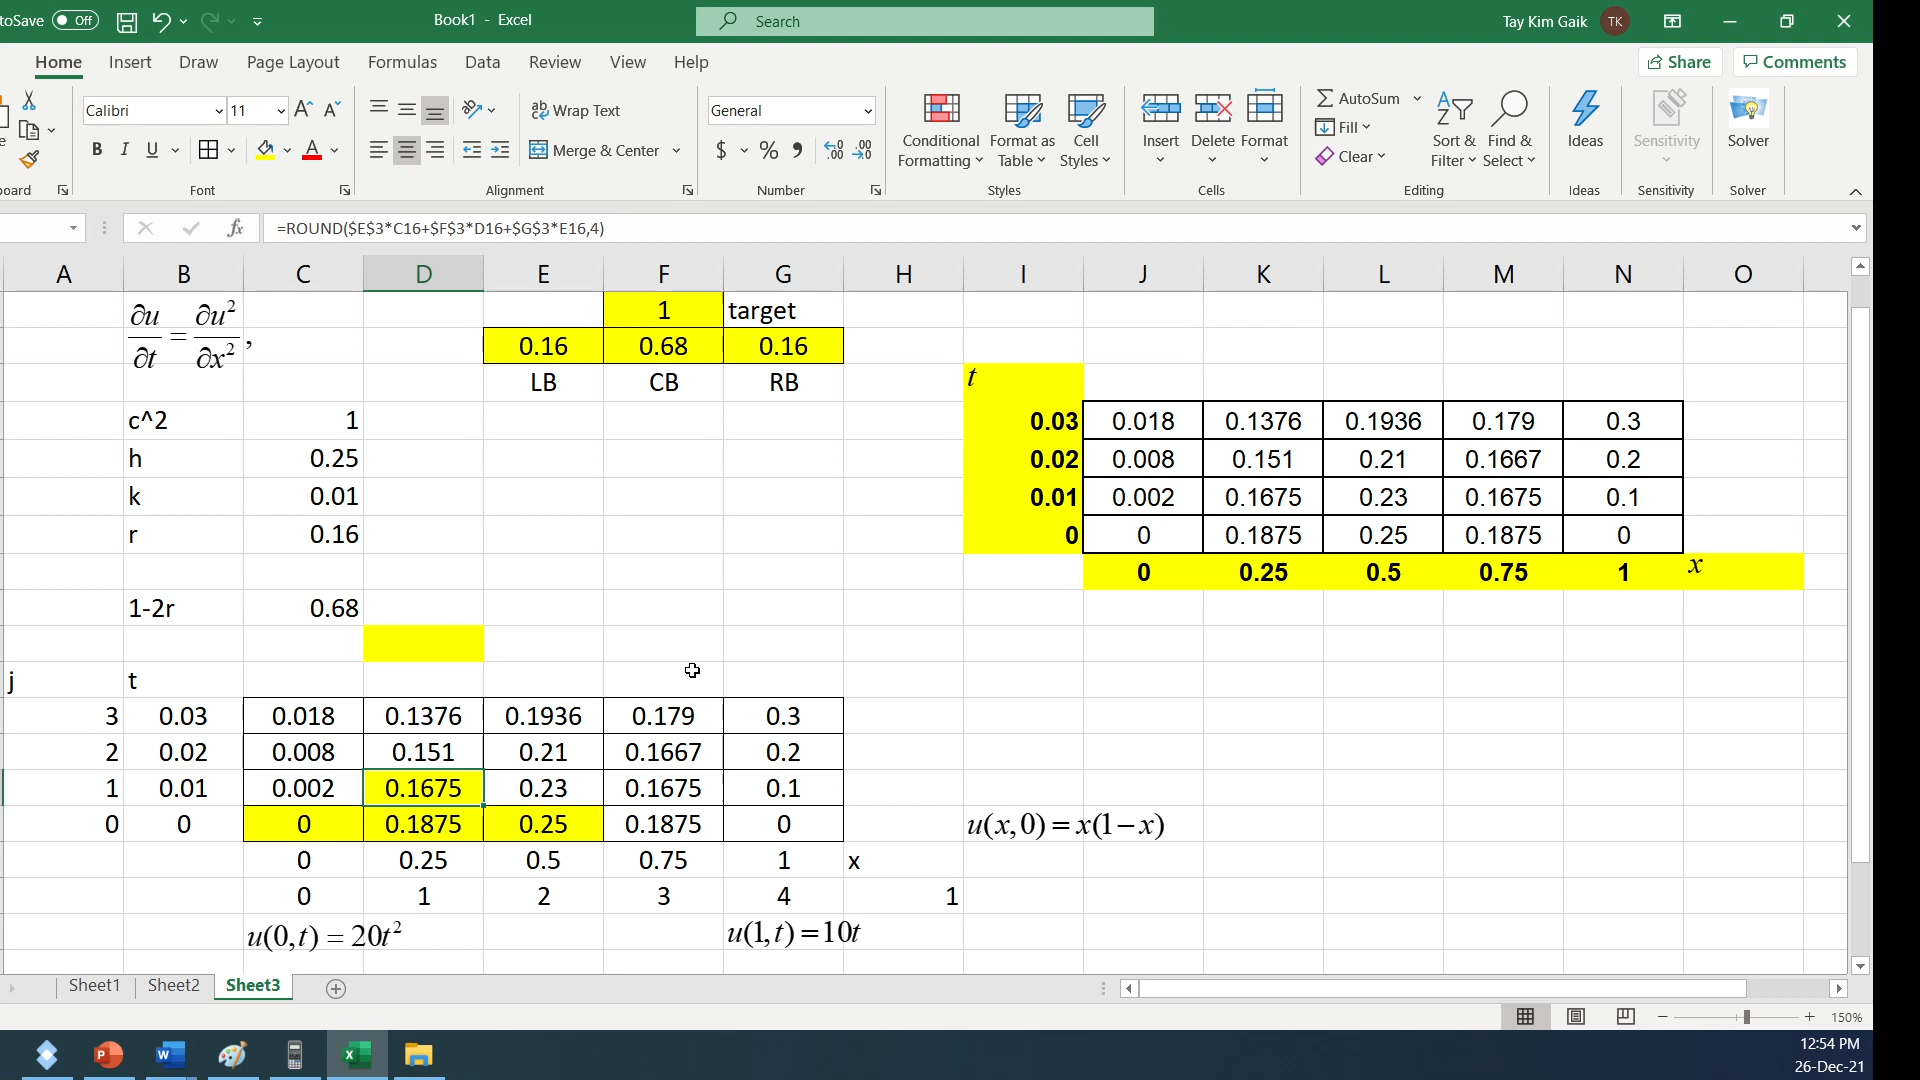 toSave Off Book1 - Excel Search Tay Kim Gaik TK
Home Insert Draw Page Layout Formulas Data Review View Help Share Comments
Calibri 11 A A ab Wrap Text General AutoSum
Conditional Formatting Format as Table Cell Styles Insert Delete Format Fill Sort & Filter Find & Select Ideas Sensitivity Solver
B I U A Merge & Center $ % , Clear
oard Font Alignment Number Styles Cells Editing Ideas Sensitivity Solver
fx =ROUND($E$3*C16+$F$3*D16+$G$3*E16,4)
A B C D E F G H I J K L M N O
∂u/∂t = ∂u²/∂x²,
1 target
0.16 0.68 0.16
LB CB RB t
c^2 1 0.03 0.018 0.1376 0.1936 0.179 0.3
h 0.25 0.02 0.008 0.151 0.21 0.1667 0.2
k 0.01 0.01 0.002 0.1675 0.23 0.1675 0.1
r 0.16 0 0 0.1875 0.25 0.1875 0
0 0.25 0.5 0.75 1 x
1-2r 0.68
j t
3 0.03 0.018 0.1376 0.1936 0.179 0.3
2 0.02 0.008 0.151 0.21 0.1667 0.2
1 0.01 0.002 0.1675 0.23 0.1675 0.1
0 0 0 0.1875 0.25 0.1875 0 u(x,0) = x(1−x)
0 0.25 0.5 0.75 1 x
0 1 2 3 4 1
u(0,t) = 20t² u(1,t) = 10t
Sheet1 Sheet2 Sheet3
150%
12:54 PM
26-Dec-21